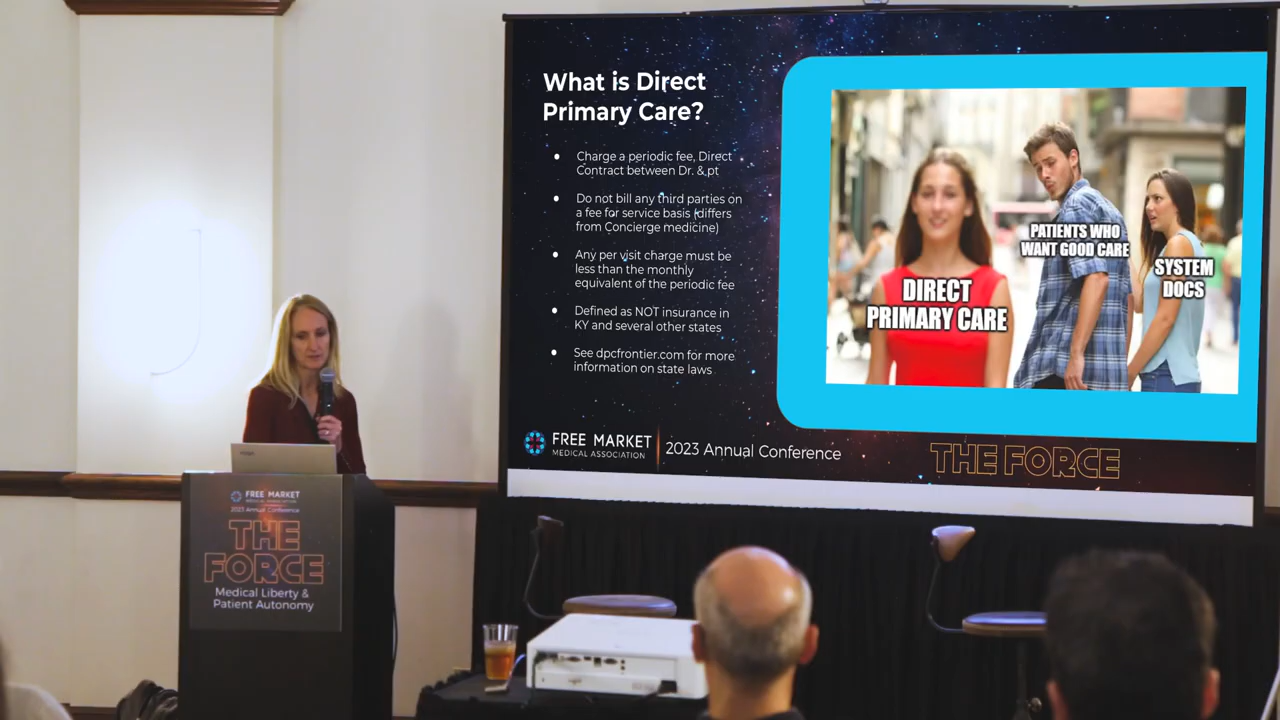 What is Direct
Primary Care?
Charge a periodic fee, Direct
Contract between Dr. & pt
Do not bill any third parties on
a fee for service basis (differs
from Concierge medicine)
Any per visit charge must be
less than the monthly
equivalent of the periodic fee
Defined as NOT insurance in
KY and several other states
See dpcfrontier.com for more
information on state laws
DIRECT
PRIMARY CARE
PATIENTS WHO
WANT GOOD CARE
SYSTEM
DOCS
FREE MARKET
MEDICAL ASSOCIATION
2023 Annual Conference
THE FORCE
FREE MARKET
MEDICAL ASSOCIATION
2023 Annual Conference
THE
FORCE
Medical Liberty &
Patient Autonomy